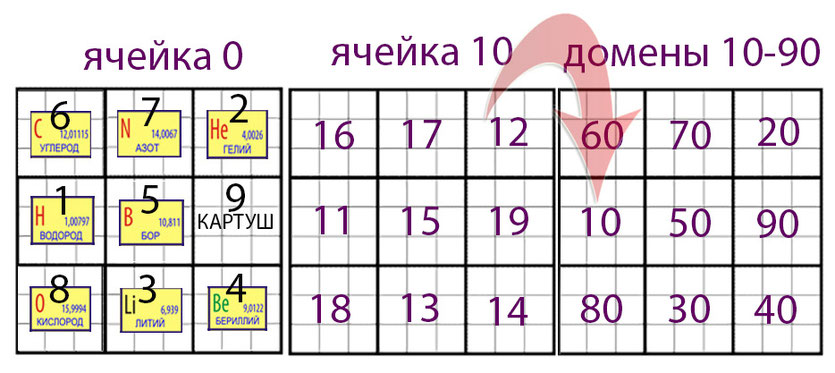 ячейка 0
ячейка 10
домены 10-90
6 7 2
C 12,01115 УГЛЕРОД
N 14,0067 АЗОТ
He 4,0026 ГЕЛИЙ
1 5 9
H 1,00797 ВОДОРОД
B 10,811 БОР
КАРТУШ
8 3 4
O 15,9994 КИСЛОРОД
Li 6,939 ЛИТИЙ
Be 9,0122 БЕРИЛЛИЙ
16 17 12
11 15 19
18 13 14
60 70 20
10 50 90
80 30 40